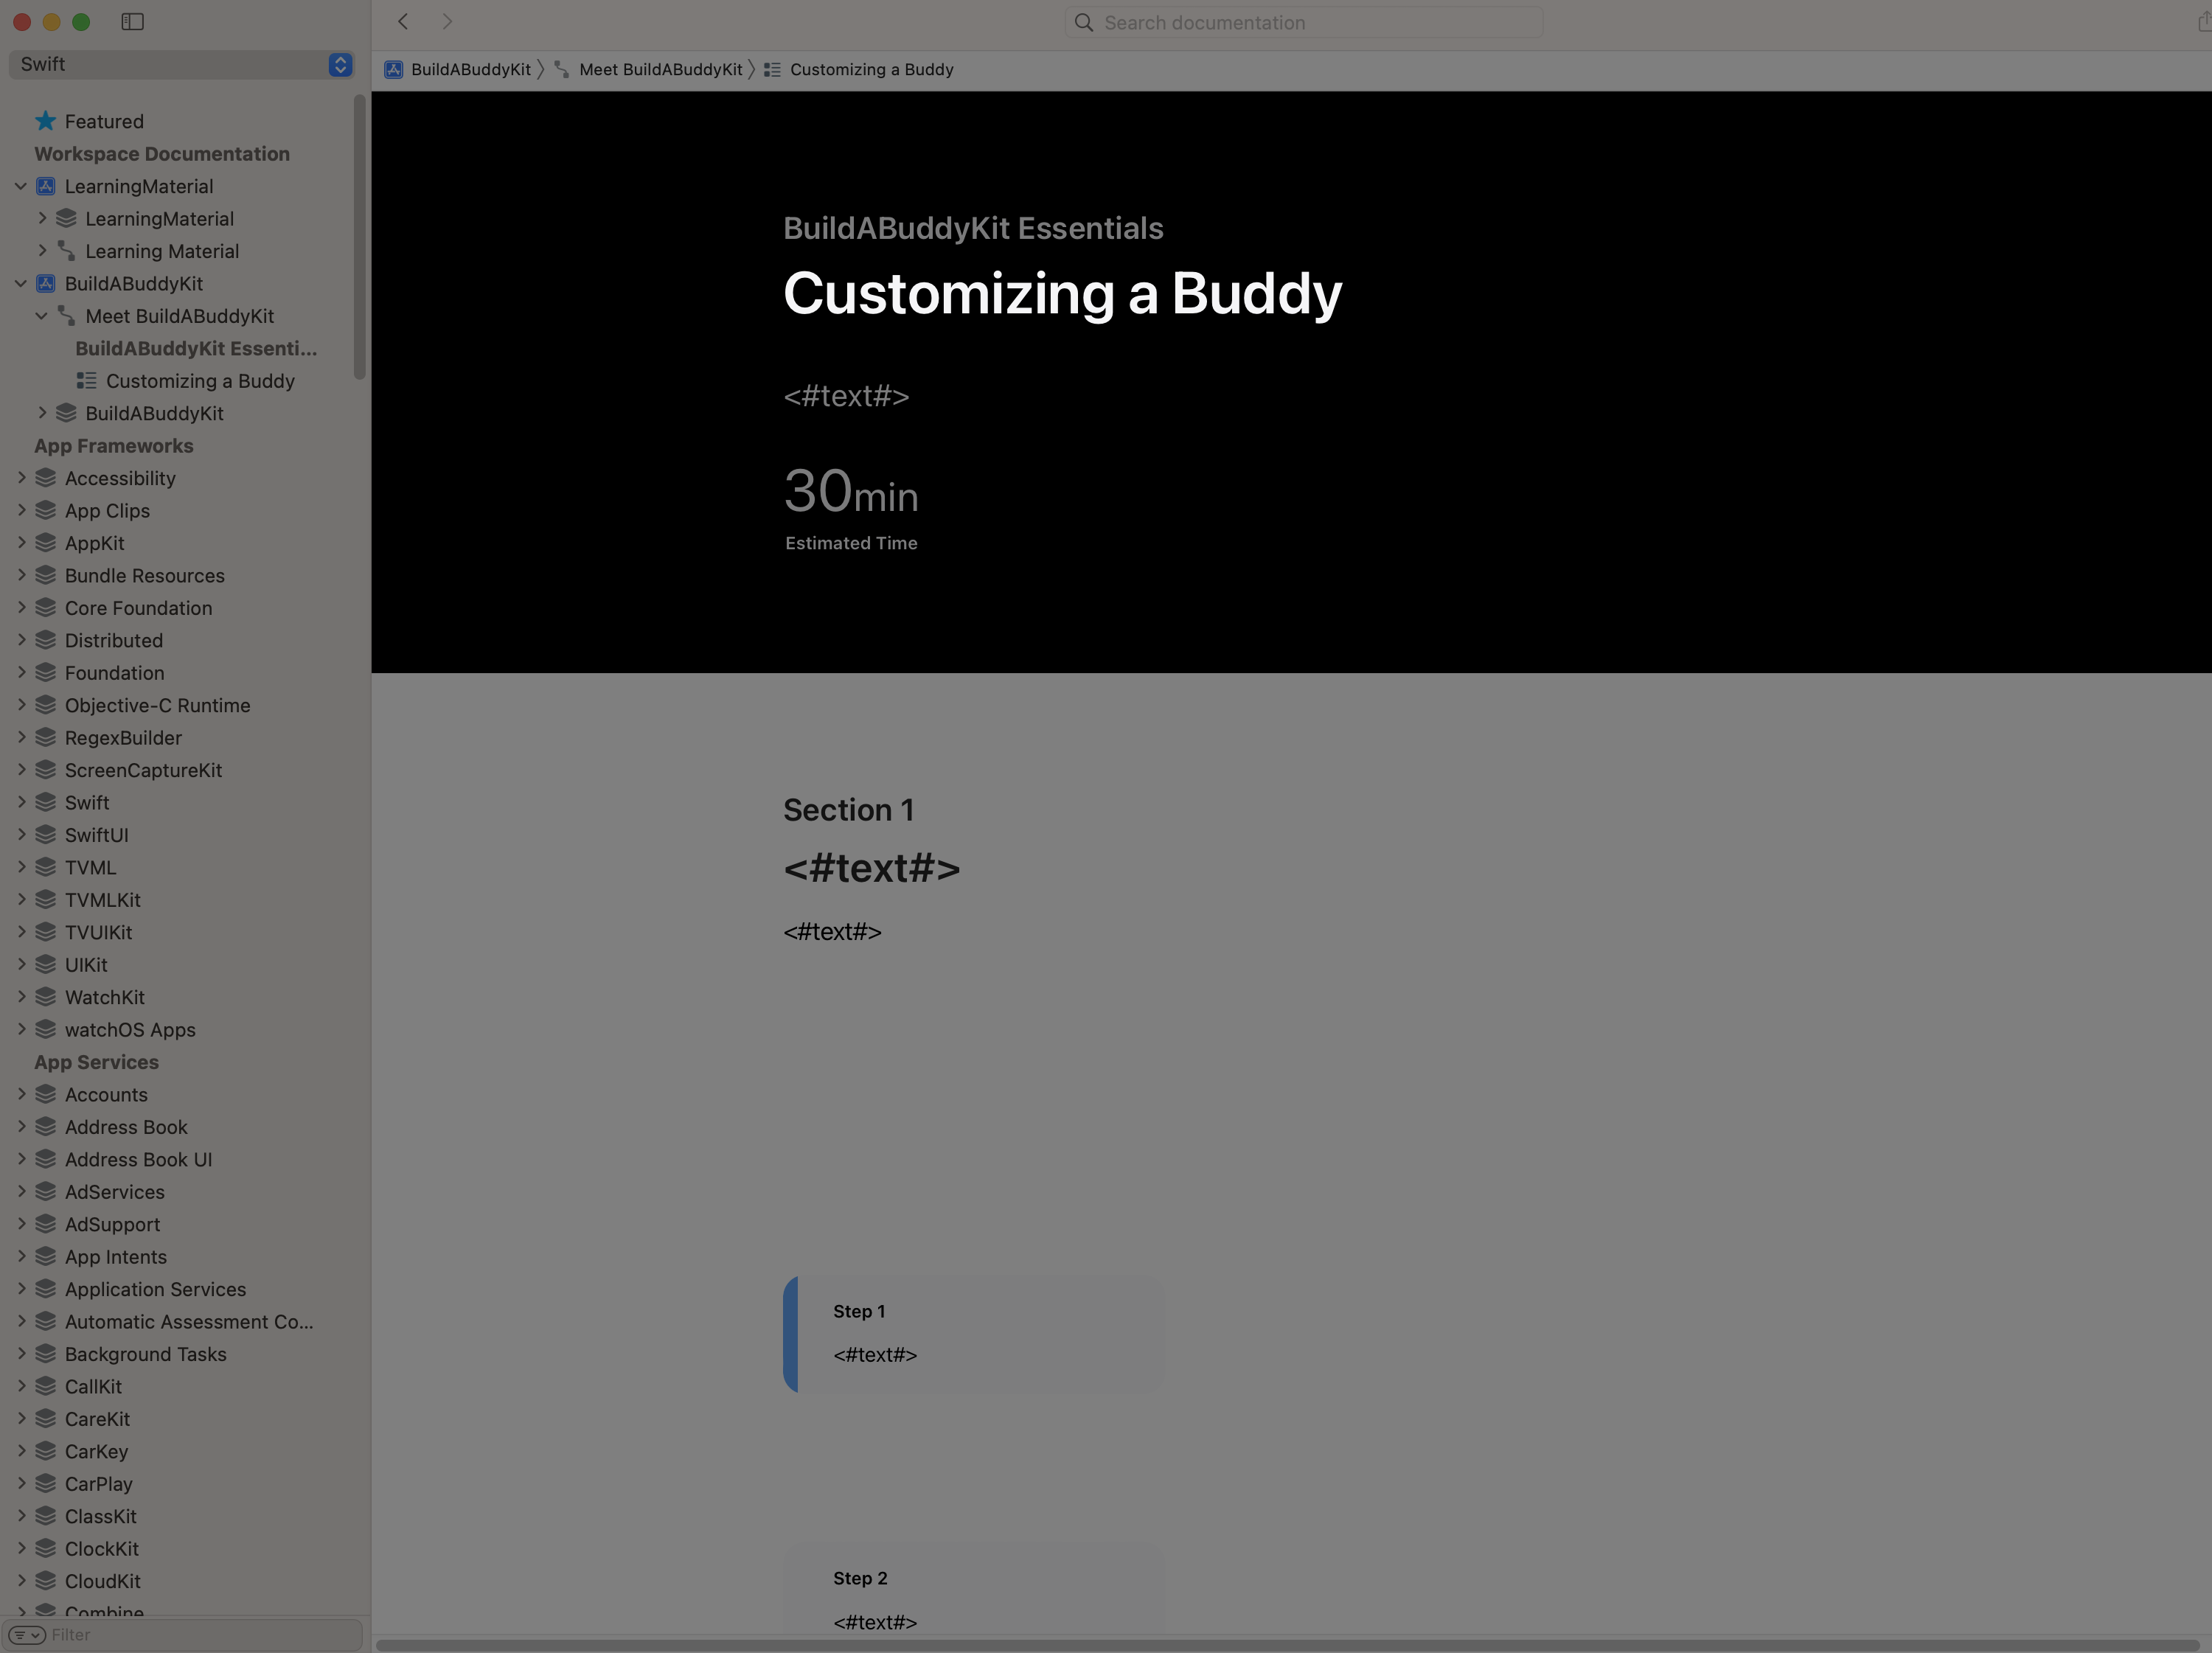 Search documentation
Swift
BuildABuddyKit
Meet BuildABuddyKit
Customizing a Buddy
Featured
Workspace Documentation
LearningMaterial
LearningMaterial
Learning Material
BuildABuddyKit
Meet BuildABuddyKit
BuildABuddyKit Essenti...
Customizing a Buddy
BuildABuddyKit
App Frameworks
Accessibility
App Clips
AppKit
Bundle Resources
Core Foundation
Distributed
Foundation
Objective-C Runtime
RegexBuilder
ScreenCaptureKit
Swift
SwiftUI
TVML
TVMLKit
TVUIKit
UIKit
WatchKit
watchOS Apps
App Services
Accounts
Address Book
Address Book UI
AdServices
AdSupport
App Intents
Application Services
Automatic Assessment Co...
Background Tasks
CallKit
CareKit
CarKey
CarPlay
ClassKit
ClockKit
CloudKit
Combine
Filter
BuildABuddyKit Essentials
Customizing a Buddy
<#text#>
30min
Estimated Time
Section 1
<#text#>
<#text#>
Step 1
<#text#>
Step 2
<#text#>